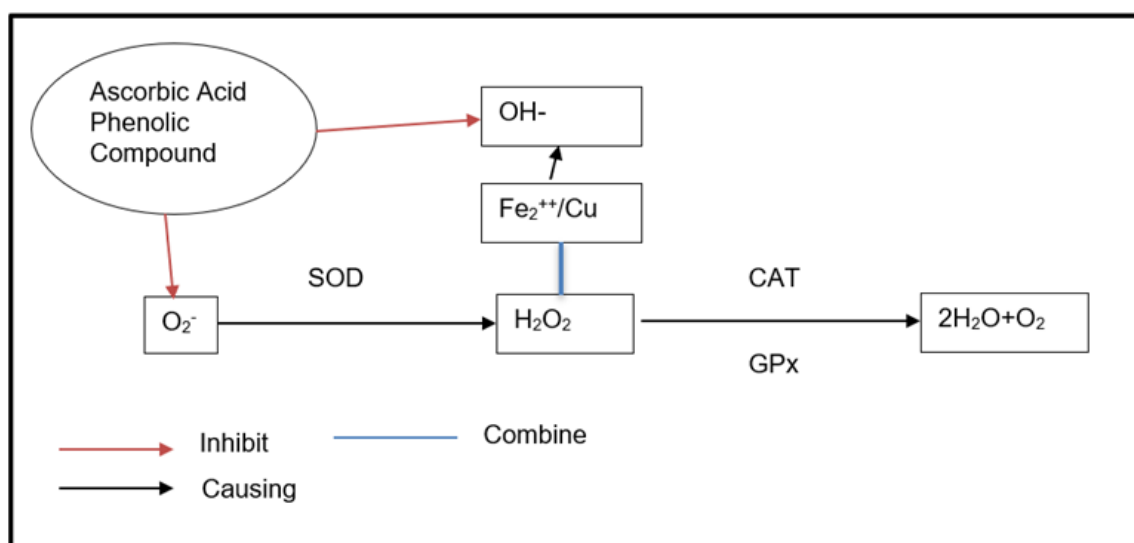 Ascorbic Acid
Phenolic
Compound
OH-
Fe₂⁺⁺/Cu
SOD
CAT
O₂⁻
H₂O₂
2H₂O+O₂
GPx
Inhibit
Combine
Causing